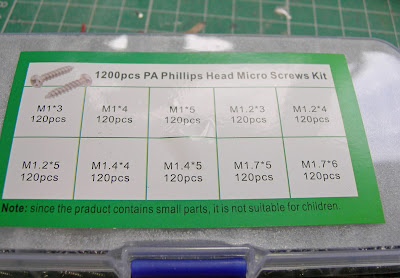 1200pcs PA Phillips Head Micro Screws Kit
M1*3 M1*4 M1*5 M1.2*3 M1.2*4
120pcs 120pcs 120pcs 120pcs 120pcs
M1.2*5 M1.4*4 M1.4*5 M1.7*5 M1.7*6
120pcs 120pcs 120pcs 120pcs 120pcs
Note: since the product contains small parts, it is not suitable for children.